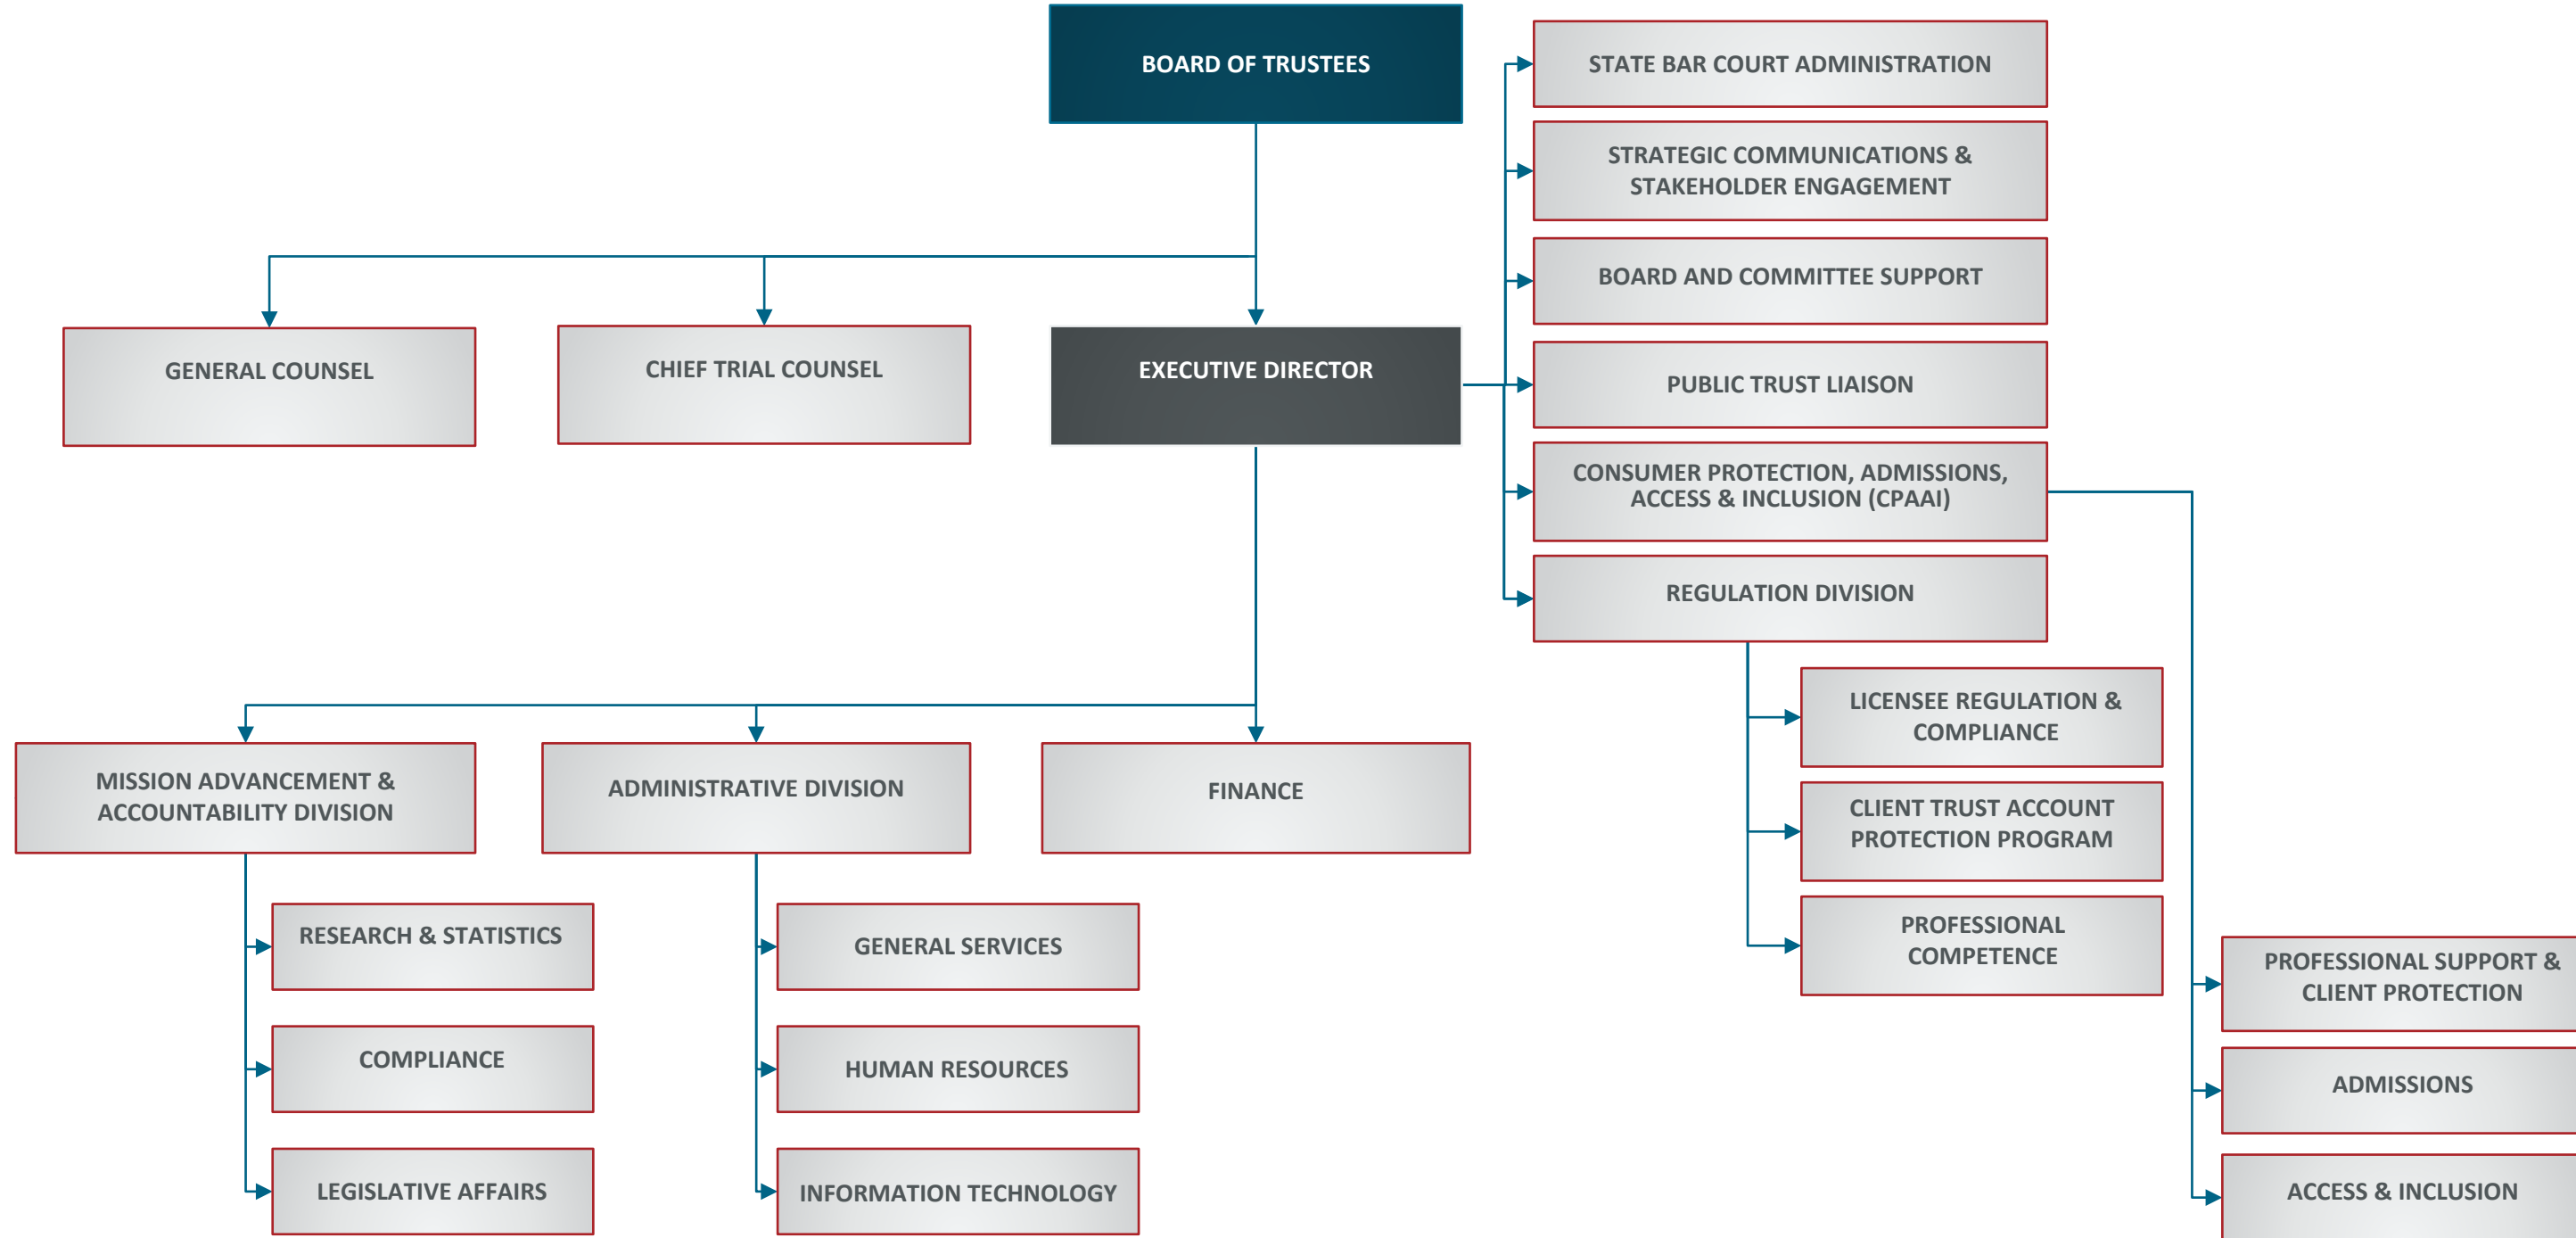 BOARD OF TRUSTEES
STATE BAR COURT ADMINISTRATION
STRATEGIC COMMUNICATIONS &
STAKEHOLDER ENGAGEMENT
BOARD AND COMMITTEE SUPPORT
GENERAL COUNSEL
CHIEF TRIAL COUNSEL
EXECUTIVE DIRECTOR
PUBLIC TRUST LIAISON
CONSUMER PROTECTION, ADMISSIONS,
ACCESS & INCLUSION (CPAAI)
REGULATION DIVISION
LICENSEE REGULATION &
COMPLIANCE
CLIENT TRUST ACCOUNT
PROTECTION PROGRAM
PROFESSIONAL
COMPETENCE
MISSION ADVANCEMENT &
ACCOUNTABILITY DIVISION
ADMINISTRATIVE DIVISION
FINANCE
RESEARCH & STATISTICS
COMPLIANCE
LEGISLATIVE AFFAIRS
GENERAL SERVICES
HUMAN RESOURCES
INFORMATION TECHNOLOGY
PROFESSIONAL SUPPORT &
CLIENT PROTECTION
ADMISSIONS
ACCESS & INCLUSION